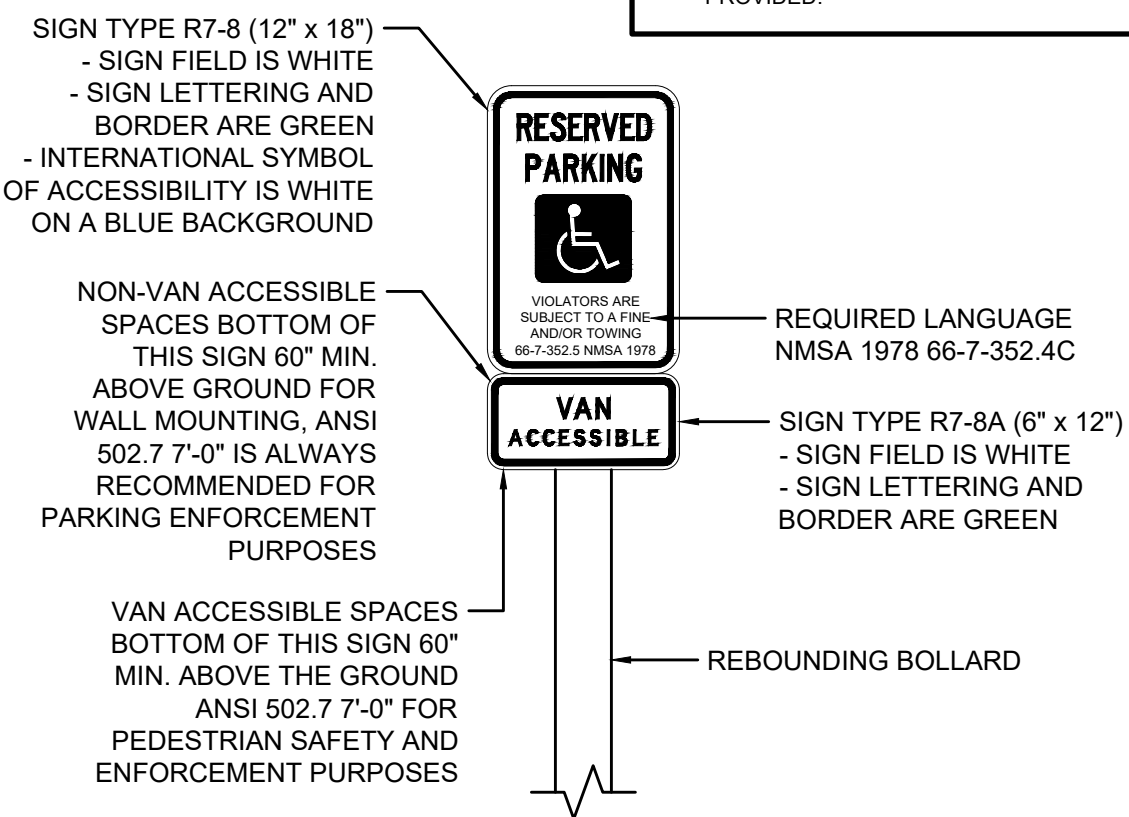 PROVIDED.
SIGN TYPE R7-8 (12" x 18")
- SIGN FIELD IS WHITE
- SIGN LETTERING AND
BORDER ARE GREEN
- INTERNATIONAL SYMBOL
OF ACCESSIBILITY IS WHITE
ON A BLUE BACKGROUND
RESERVED
PARKING
VIOLATORS ARE
SUBJECT TO A FINE
AND/OR TOWING
66-7-352.5 NMSA 1978
VAN
ACCESSIBLE
NON-VAN ACCESSIBLE
SPACES BOTTOM OF
THIS SIGN 60" MIN.
ABOVE GROUND FOR
WALL MOUNTING, ANSI
502.7 7'-0" IS ALWAYS
RECOMMENDED FOR
PARKING ENFORCEMENT
PURPOSES
REQUIRED LANGUAGE
NMSA 1978 66-7-352.4C
SIGN TYPE R7-8A (6" x 12")
- SIGN FIELD IS WHITE
- SIGN LETTERING AND
BORDER ARE GREEN
VAN ACCESSIBLE SPACES
BOTTOM OF THIS SIGN 60"
MIN. ABOVE THE GROUND
ANSI 502.7 7'-0" FOR
PEDESTRIAN SAFETY AND
ENFORCEMENT PURPOSES
REBOUNDING BOLLARD